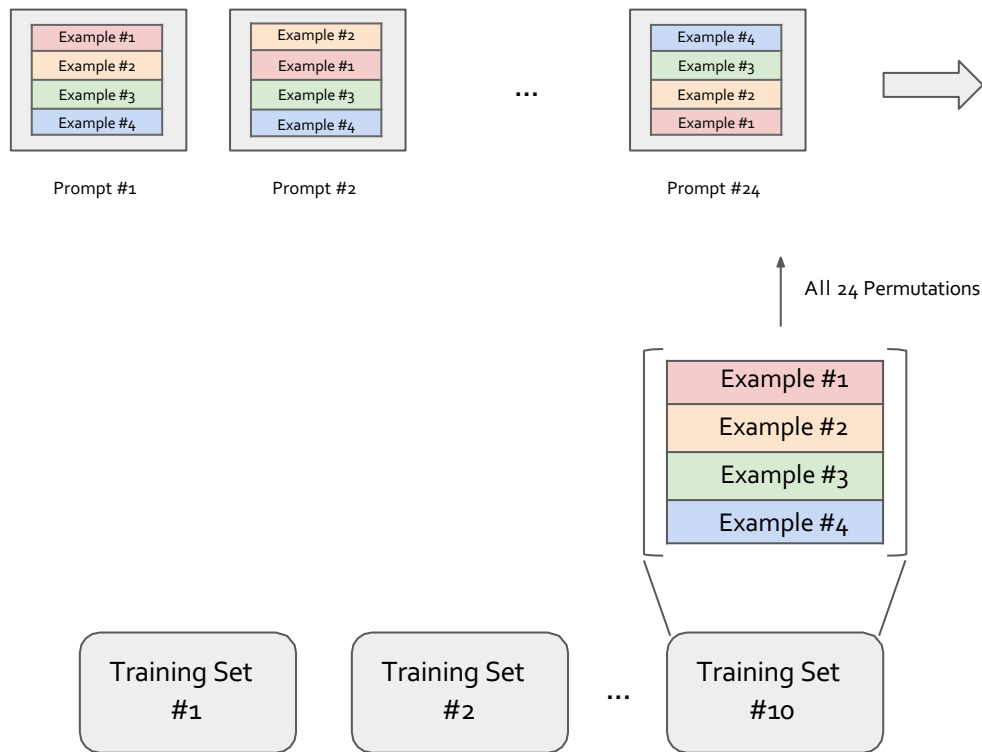 Example #1
Example #2
Example #3
Example #4
Prompt #1
Example #2
Example #1
Example #3
Example #4
Prompt #2
...
Example #4
Example #3
Example #2
Example #1
Prompt #24
All 24 Permutations
Example #1
Example #2
Example #3
Example #4
Training Set
#1
Training Set
#2
...
Training Set
#10